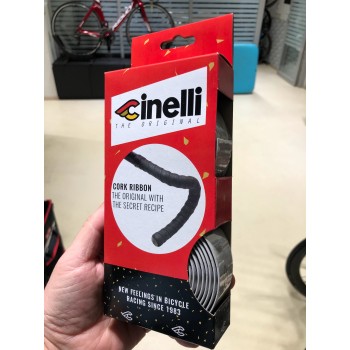 Cinelli
THE ORIGINAL
CORK RIBBON
THE ORIGINAL WITH
THE SECRET RECIPE
NEW FEELINGS IN BICYCLE
RACING SINCE 1983